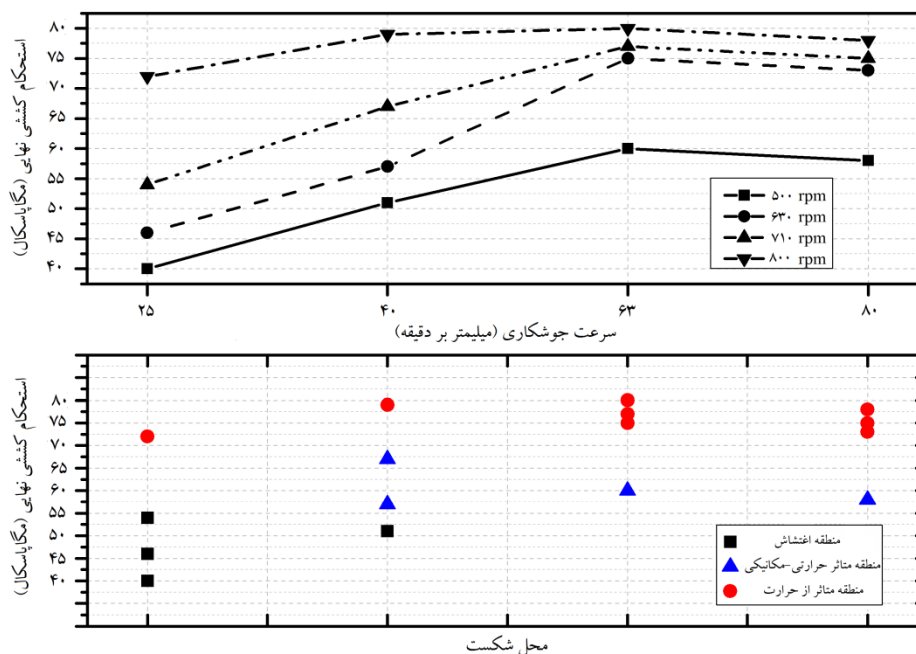 استحکام کششی نهایی (مگاپاسکال)
۸۰
۷۵
۷۰
۶۵
۶۰
۵۵
۵۰
۴۵
۴۰
۵۰۰ rpm
۶۳۰ rpm
۷۱۰ rpm
۸۰۰ rpm
۲۵ ۴۰ ۶۳ ۸۰
سرعت جوشکاری (میلیمتر بر دقیقه)
استحکام کششی نهایی (مگاپاسکال)
۸۰
۷۵
۷۰
۶۵
۶۰
۵۵
۵۰
۴۵
۴۰
منطقه اغتشاش
منطقه متاثر حرارتی-مکانیکی
منطقه متاثر از حرارت
محل شکست